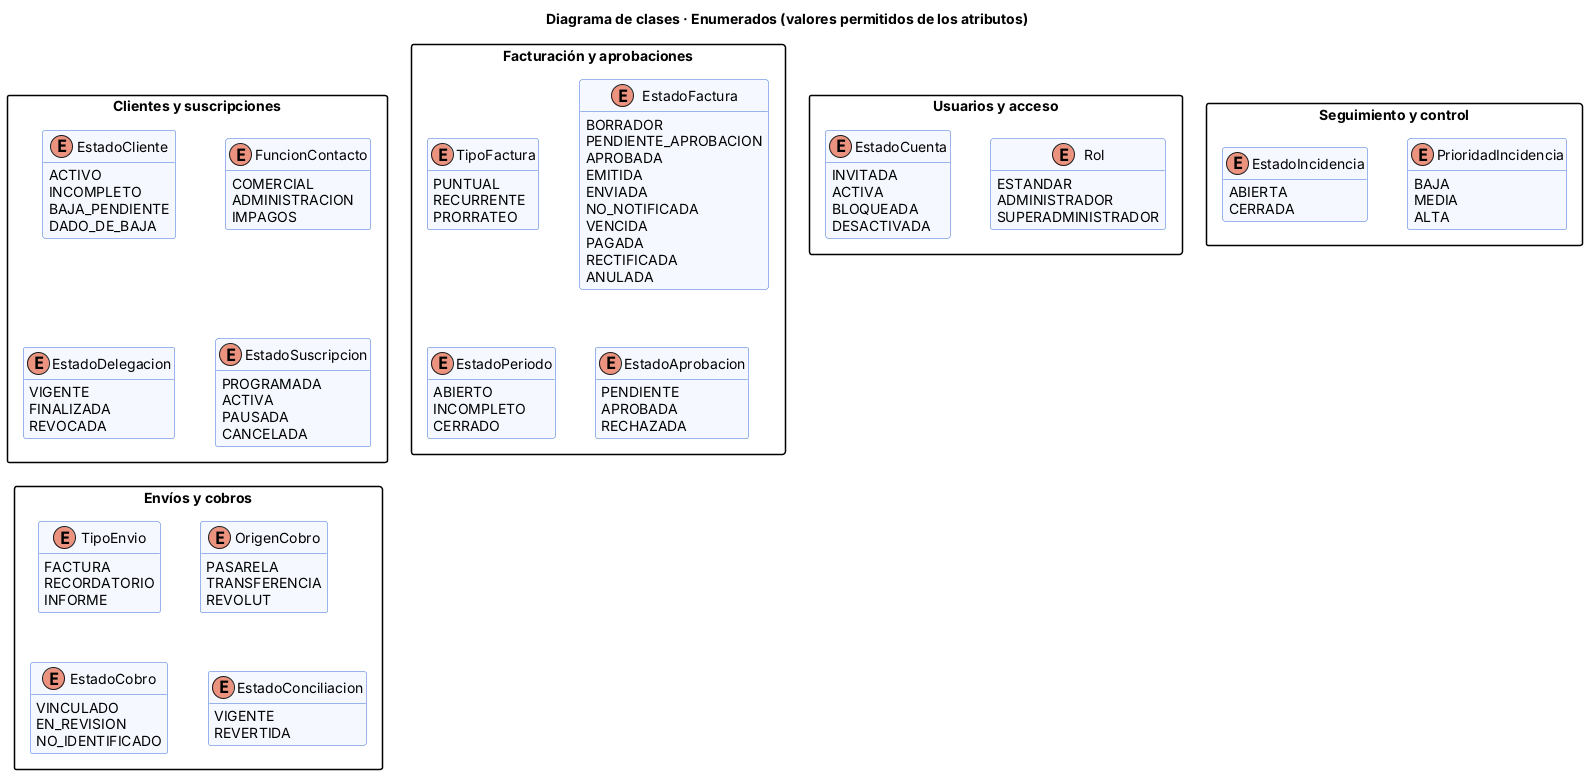 Diagrama de clases · Enumerados (valores permitidos de los atributos)
Clientes y suscripciones
E EstadoCliente
ACTIVO
INCOMPLETO
BAJA_PENDIENTE
DADO_DE_BAJA
E FuncionContacto
COMERCIAL
ADMINISTRACION
IMPAGOS
E EstadoDelegacion
VIGENTE
FINALIZADA
REVOCADA
E EstadoSuscripcion
PROGRAMADA
ACTIVA
PAUSADA
CANCELADA
Facturación y aprobaciones
E TipoFactura
PUNTUAL
RECURRENTE
PRORRATEO
E EstadoFactura
BORRADOR
PENDIENTE_APROBACION
APROBADA
EMITIDA
ENVIADA
NO_NOTIFICADA
VENCIDA
PAGADA
RECTIFICADA
ANULADA
E EstadoPeriodo
ABIERTO
INCOMPLETO
CERRADO
E EstadoAprobacion
PENDIENTE
APROBADA
RECHAZADA
Usuarios y acceso
E EstadoCuenta
INVITADA
ACTIVA
BLOQUEADA
DESACTIVADA
E Rol
ESTANDAR
ADMINISTRADOR
SUPERADMINISTRADOR
Seguimiento y control
E EstadoIncidencia
ABIERTA
CERRADA
E PrioridadIncidencia
BAJA
MEDIA
ALTA
Envíos y cobros
E TipoEnvio
FACTURA
RECORDATORIO
INFORME
E OrigenCobro
PASARELA
TRANSFERENCIA
REVOLUT
E EstadoCobro
VINCULADO
EN_REVISION
NO_IDENTIFICADO
E EstadoConciliacion
VIGENTE
REVERTIDA